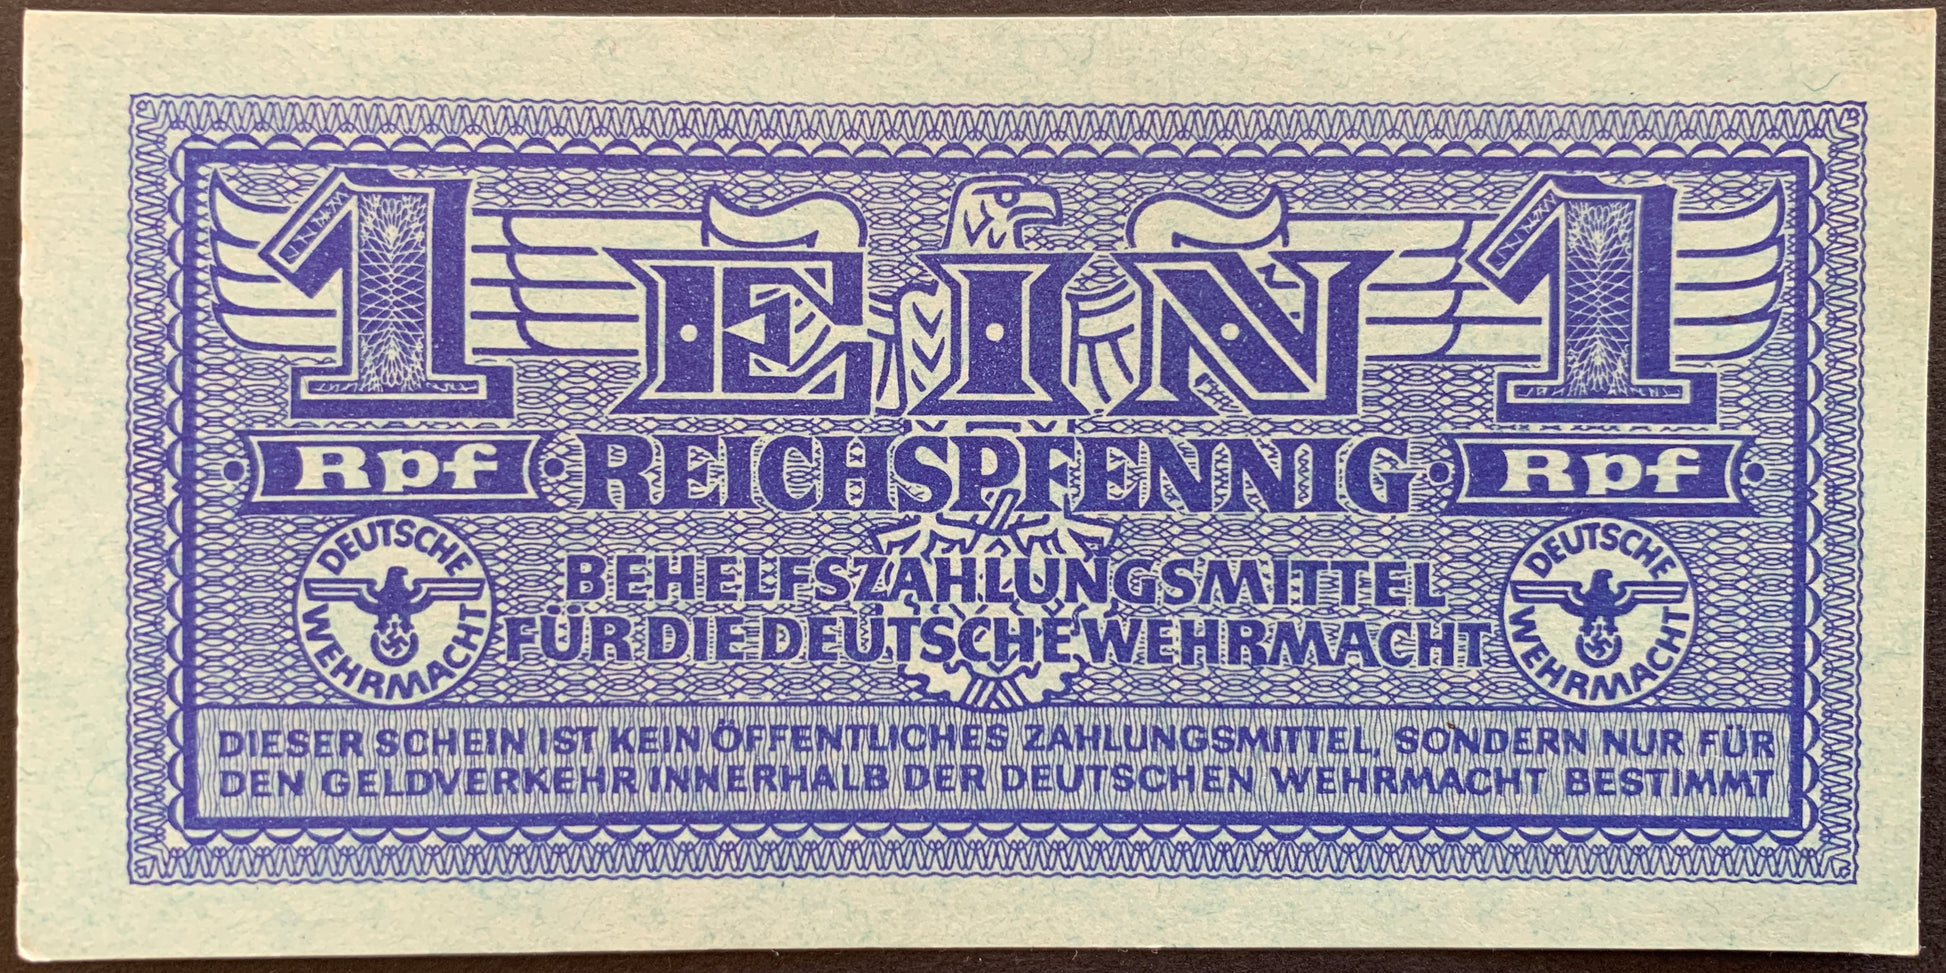 1 EIN 1
Rpf REICHSPFENNIG Rpf
BEHELFSZAHLUNGSMITTEL
FÜR DIE DEUTSCHE WEHRMACHT
DEUTSCHE WEHRMACHT
DEUTSCHE WEHRMACHT
DIESER SCHEIN IST KEIN ÖFFENTLICHES ZAHLUNGSMITTEL, SONDERN NUR FÜR
DEN GELDVERKEHR INNERHALB DER DEUTSCHEN WEHRMACHT BESTIMMT